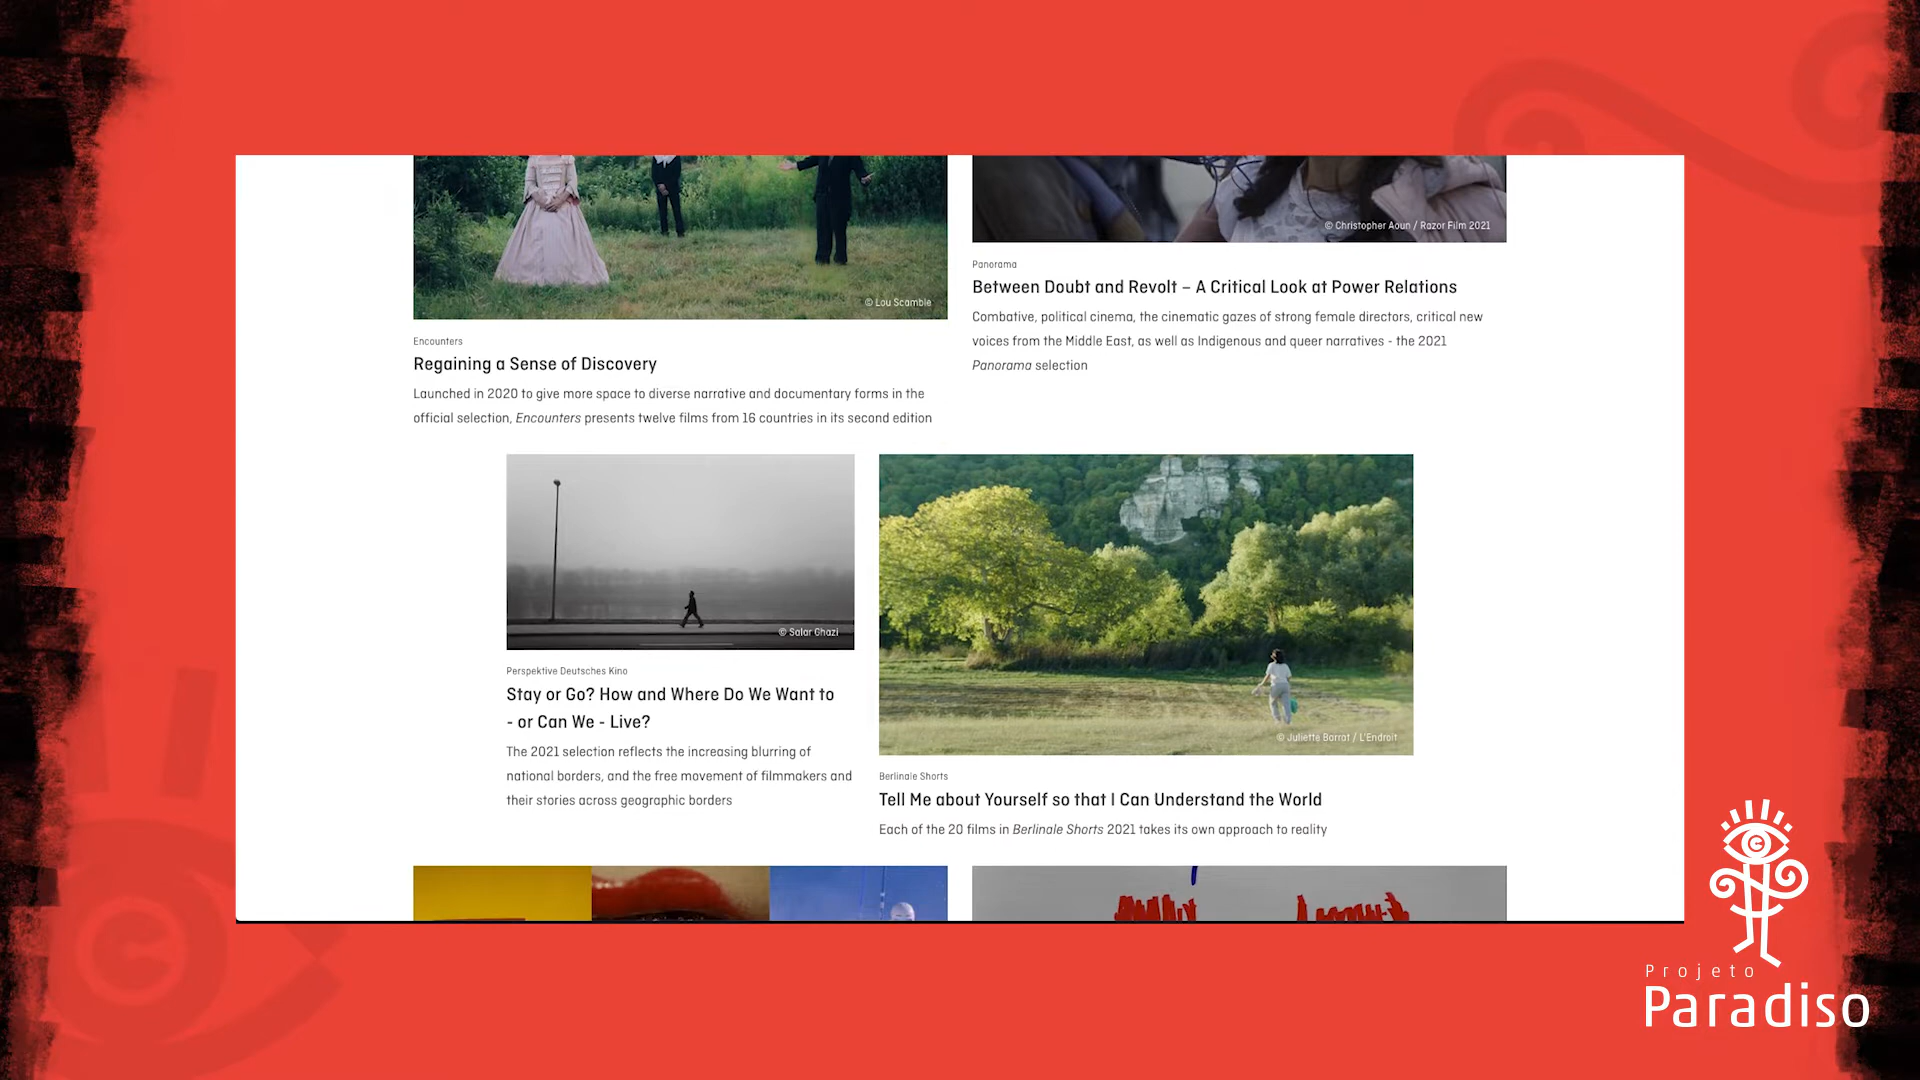 © Lou Scamble
Encounters
Regaining a Sense of Discovery
Launched in 2020 to give more space to diverse narrative and documentary forms in the
official selection, Encounters presents twelve films from 16 countries in its second edition
© Christopher Aoun / Razor Film 2021
Panorama
Between Doubt and Revolt – A Critical Look at Power Relations
Combative, political cinema, the cinematic gazes of strong female directors, critical new
voices from the Middle East, as well as Indigenous and queer narratives - the 2021
Panorama selection
© Salar Ghazi
Perspektive Deutsches Kino
Stay or Go? How and Where Do We Want to
- or Can We - Live?
The 2021 selection reflects the increasing blurring of
national borders, and the free movement of filmmakers and
their stories across geographic borders
© Juliette Barrat / L'Endroit
Berlinale Shorts
Tell Me about Yourself so that I Can Understand the World
Each of the 20 films in Berlinale Shorts 2021 takes its own approach to reality
Projeto
Paradiso